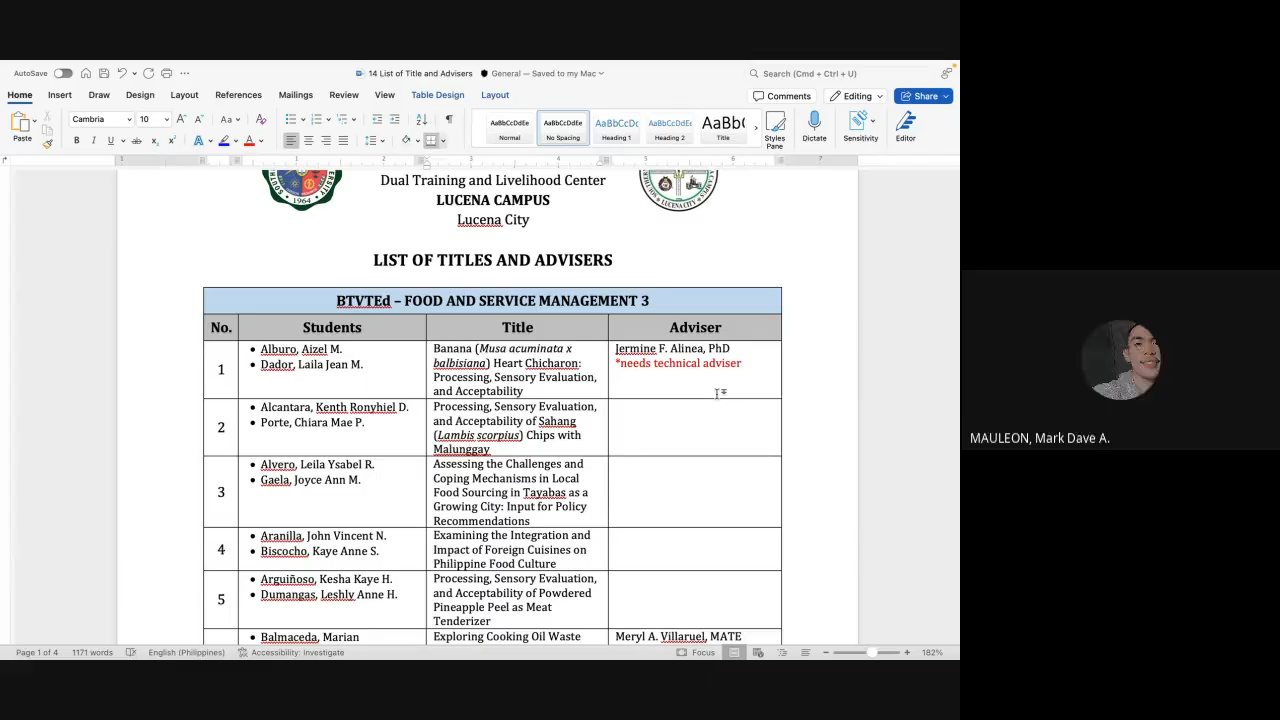 AutoSave
14 List of Title and Advisers
General — Saved to my Mac
Search (Cmd + Ctrl + U)
Home Insert Draw Design Layout References Mailings Review View Table Design Layout
Comments Editing Share
Paste
Cambria 10
AaBbCcDdEe AaBbCcDdEe AaBbCcDc AaBbCcDdEe AaBb(
Normal No Spacing Heading 1 Heading 2 Title
Styles Pane
Dictate
Sensitivity
Editor
1964
LUCENA CITY
Dual Training and Livelihood Center
LUCENA CAMPUS
Lucena City
LIST OF TITLES AND ADVISERS
BTVTEd – FOOD AND SERVICE MANAGEMENT 3
No. Students Title Adviser
1
• Alburo, Aizel M.
• Dador, Laila Jean M.
Banana (Musa acuminata x
balbisiana) Heart Chicharon:
Processing, Sensory Evaluation,
and Acceptability
Jermine F. Alinea, PhD
*needs technical adviser
2
• Alcantara, Kenth Ronyhiel D.
• Porte, Chiara Mae P.
Processing, Sensory Evaluation,
and Acceptability of Sahang
(Lambis scorpius) Chips with
Malunggay
3
• Alvero, Leila Ysabel R.
• Gaela, Joyce Ann M.
Assessing the Challenges and
Coping Mechanisms in Local
Food Sourcing in Tayabas as a
Growing City: Input for Policy
Recommendations
4
• Aranilla, John Vincent N.
• Biscocho, Kaye Anne S.
Examining the Integration and
Impact of Foreign Cuisines on
Philippine Food Culture
5
• Arguiñoso, Kesha Kaye H.
• Dumangas, Leshly Anne H.
Processing, Sensory Evaluation,
and Acceptability of Powdered
Pineapple Peel as Meat
Tenderizer
• Balmaceda, Marian
Exploring Cooking Oil Waste
Meryl A. Villaruel, MATE
Page 1 of 4 1171 words English (Philippines) Accessibility: Investigate Focus 182%
MAULEON, Mark Dave A.